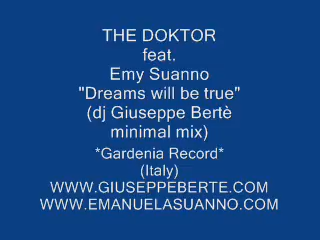 THE DOKTOR
feat.
Emy Suanno
"Dreams will be true"
(dj Giuseppe Bertè
minimal mix)
*Gardenia Record*
(Italy)
WWW.GIUSEPPEBERTE.COM
WWW.EMANUELASUANNO.COM